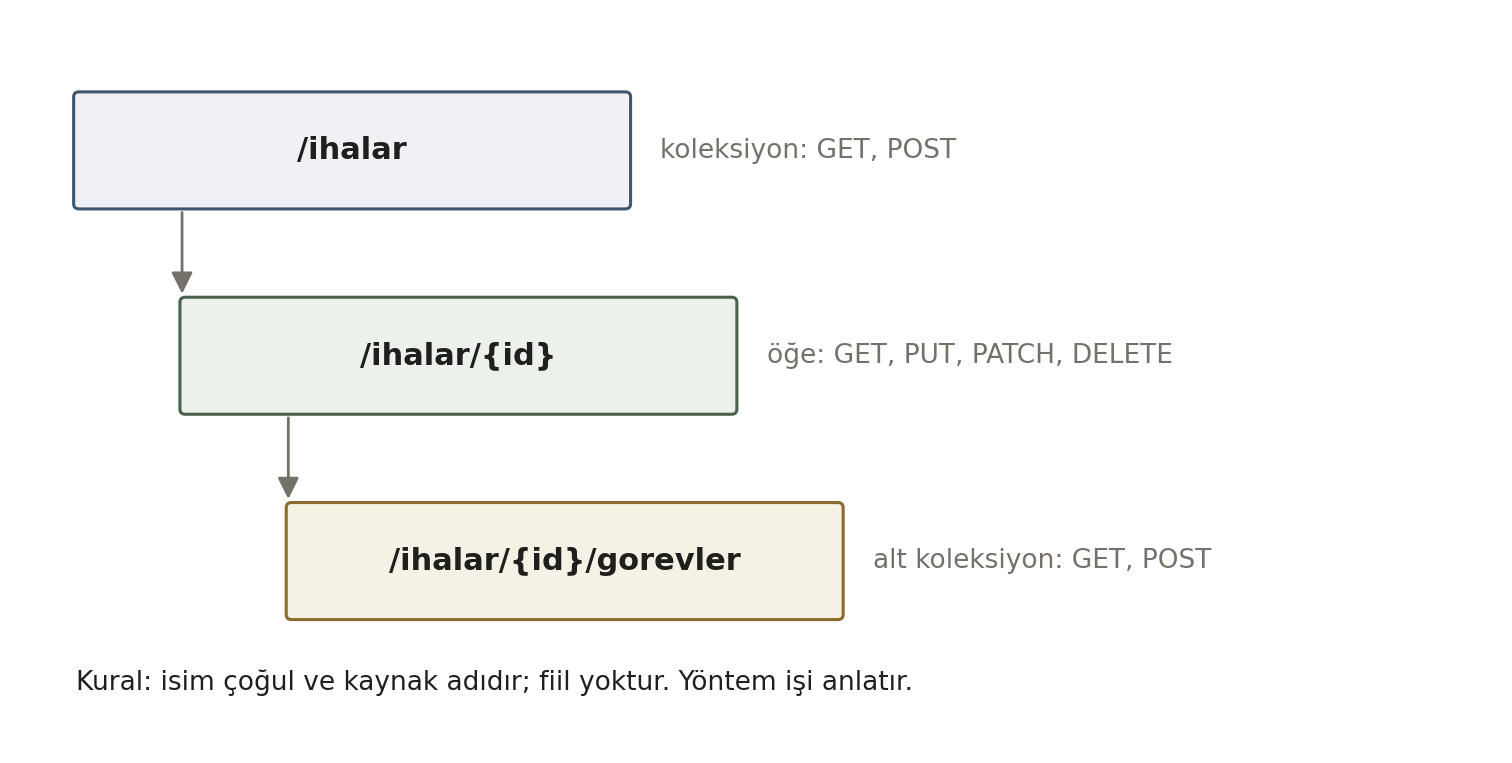 /ihalar
koleksiyon: GET, POST
/ihalar/{id}
öğe: GET, PUT, PATCH, DELETE
/ihalar/{id}/gorevler
alt koleksiyon: GET, POST
Kural: isim çoğul ve kaynak adıdır; fiil yoktur. Yöntem işi anlatır.